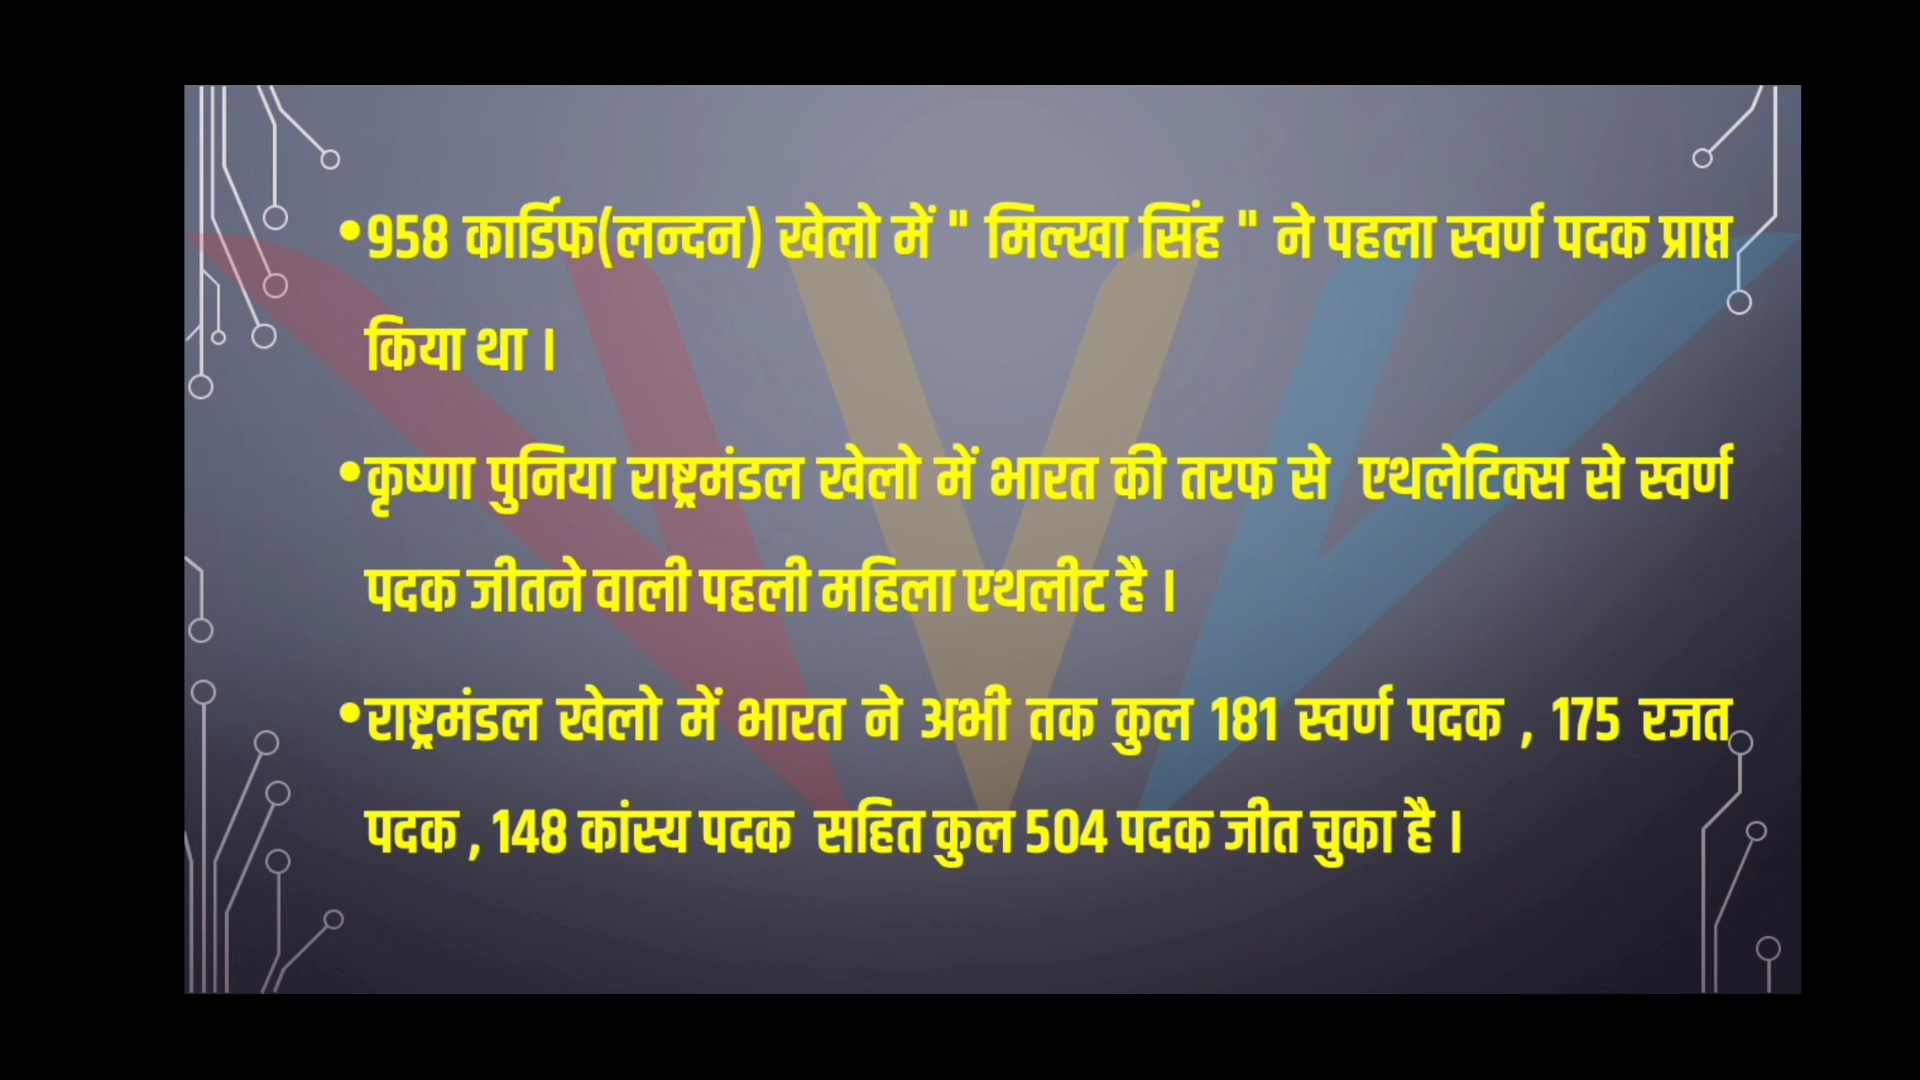 •958 कार्डिफ(लन्दन) खेलो में " मिल्खा सिंह " ने पहला स्वर्ण पदक प्राप्त
किया था ।
•कृष्णा पुनिया राष्ट्रमंडल खेलो में भारत की तरफ से एथलेटिक्स से स्वर्ण
पदक जीतने वाली पहली महिला एथलीट है ।
•राष्ट्रमंडल खेलो में भारत ने अभी तक कुल 181 स्वर्ण पदक , 175 रजत
पदक , 148 कांस्य पदक सहित कुल 504 पदक जीत चुका है ।